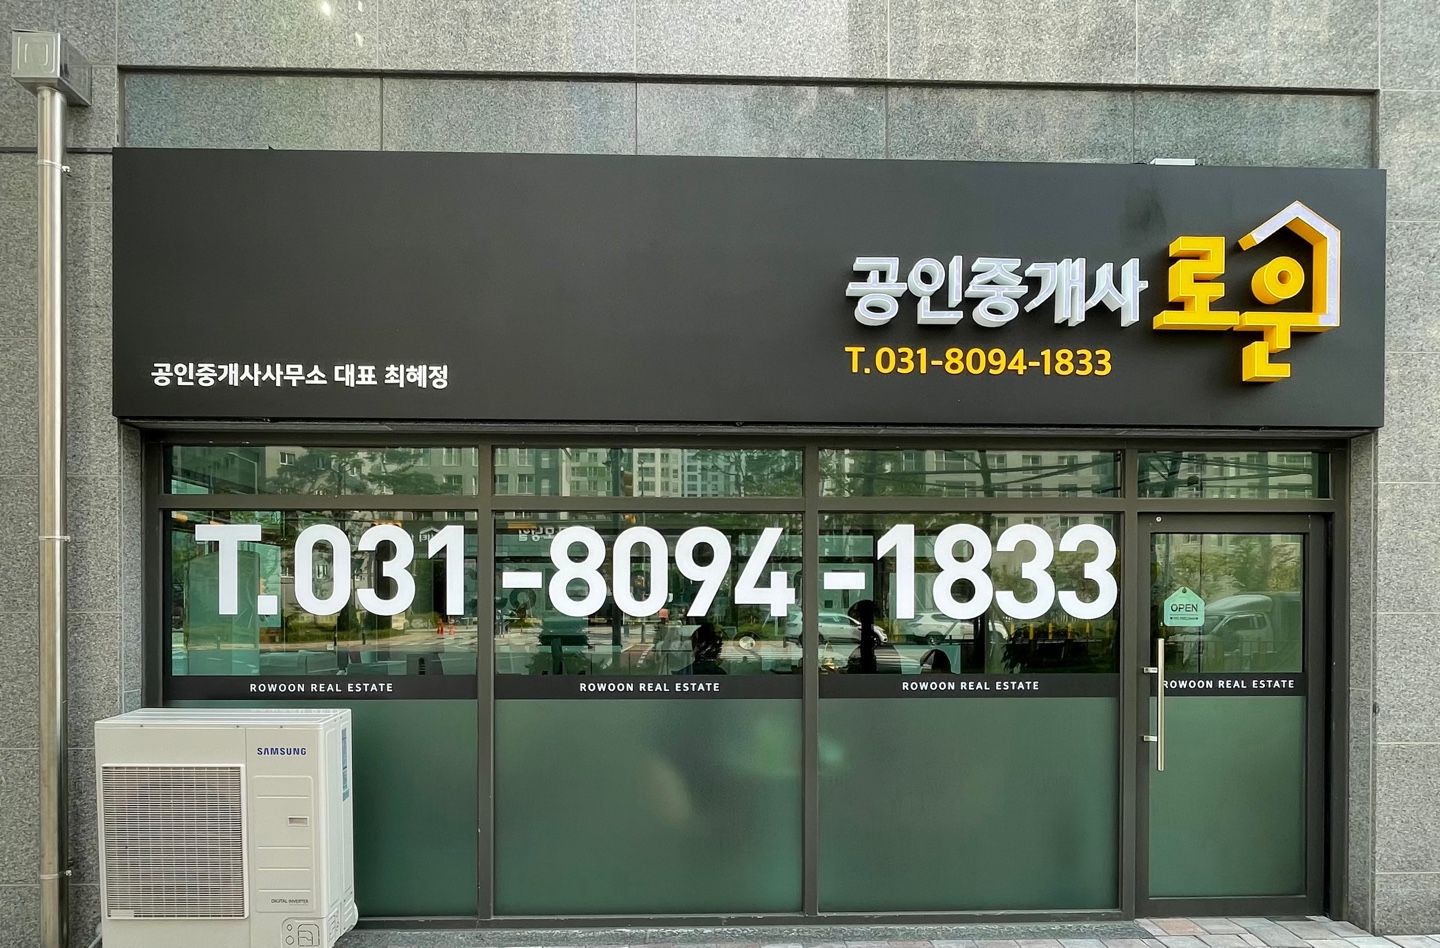 공인중개사 로운
T.031-8094-1833
공인중개사사무소 대표 최혜정
T.031-8094-1833
OPEN
ROWOON REAL ESTATE
ROWOON REAL ESTATE
ROWOON REAL ESTATE
ROWOON REAL ESTATE
SAMSUNG
DIGITAL INVERTER